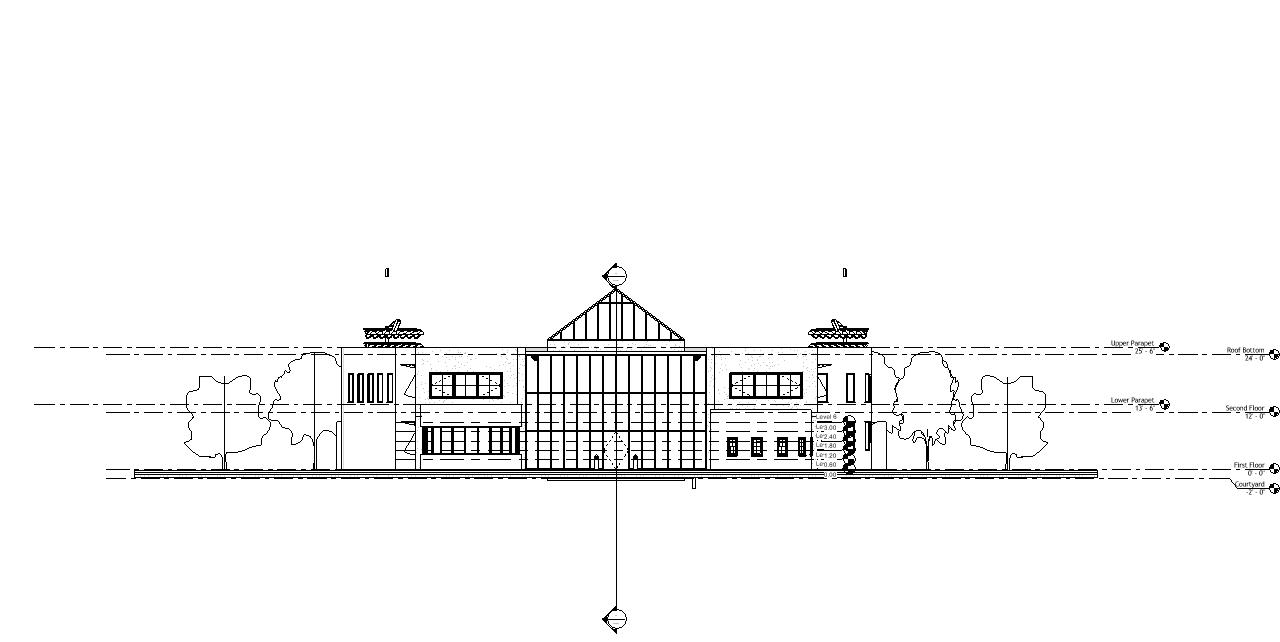 Upper Parapet
25' - 6"
Roof Bottom
24' - 0"
Lower Parapet
13' - 6"
Second Floor
12' - 0"
Level 6
3.00
2.40
1.80
1.20
0.60
0.00
First Floor
0' - 0"
Courtyard
-2' - 0"